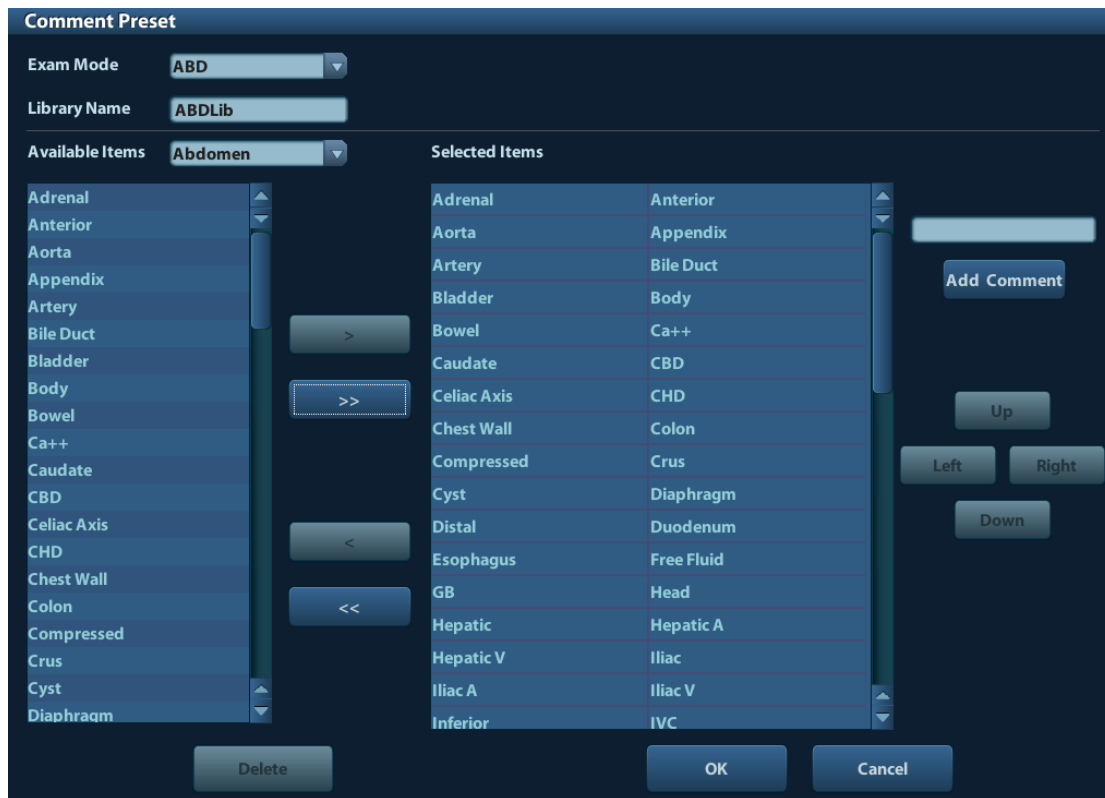 Comment Preset
Exam Mode ABD
Library Name ABDLib
Available Items Abdomen
Adrenal
Anterior
Aorta
Appendix
Artery
Bile Duct
Bladder
Body
Bowel
Ca++
Caudate
CBD
Celiac Axis
CHD
Chest Wall
Colon
Compressed
Crus
Cyst
Diaphragm
>
>>
<
<<
Selected Items
Adrenal Anterior
Aorta Appendix
Artery Bile Duct
Bladder Body
Bowel Ca++
Caudate CBD
Celiac Axis CHD
Chest Wall Colon
Compressed Crus
Cyst Diaphragm
Distal Duodenum
Esophagus Free Fluid
GB Head
Hepatic Hepatic A
Hepatic V Iliac
Iliac A Iliac V
Inferior IVC
Add Comment
Up
Left Right
Down
Delete OK Cancel